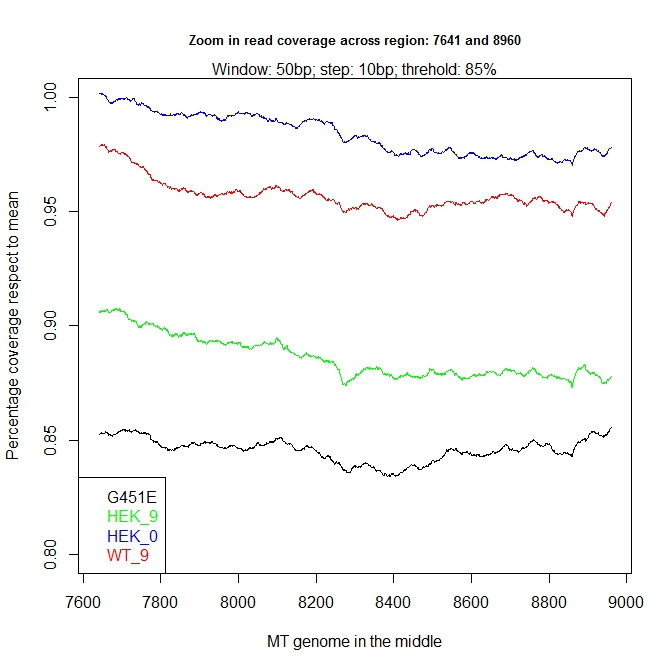 Zoom in read coverage across region: 7641 and 8960
Window: 50bp; step: 10bp; threhold: 85%
Percentage coverage respect to mean
1.00
0.95
0.90
0.85
0.80
G451E
HEK_9
HEK_0
WT_9
7600 7800 8000 8200 8400 8600 8800 9000
MT genome in the middle